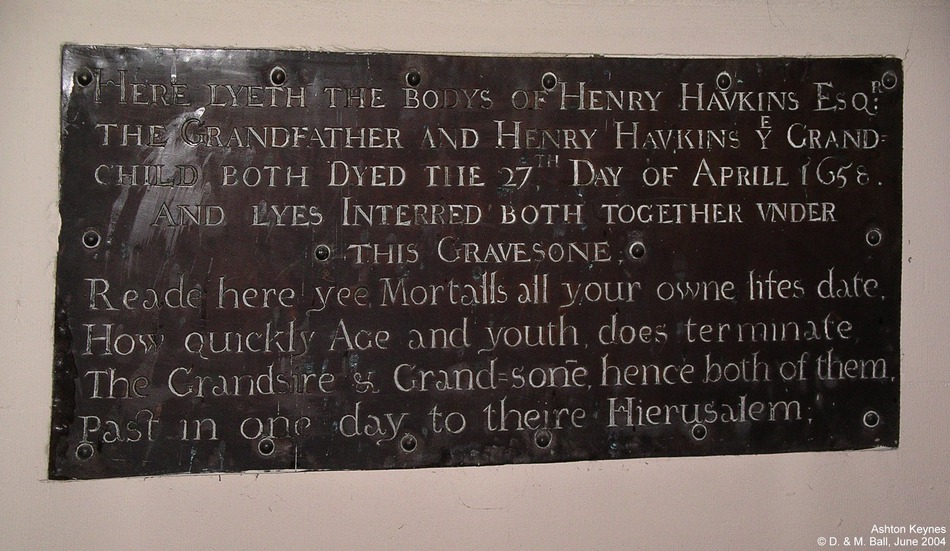 HERE LYETH THE BODYS OF HENRY HAVKINS ESQR:
THE GRANDFATHER AND HENRY HAVKINS YE GRAND=
CHILD BOTH DYED THE 27TH DAY OF APRILL 1658.
AND LYES INTERRED BOTH TOGETHER VNDER
THIS GRAVESONE;
Reade here yee Mortalls all your owne lifes date,
How quickly Age and youth, does terminate,
The Grandsire & Grand=sonē, hence both of them,
Past in one day to theire Hierusalem;
Ashton Keynes
© D. & M. Ball, June 2004